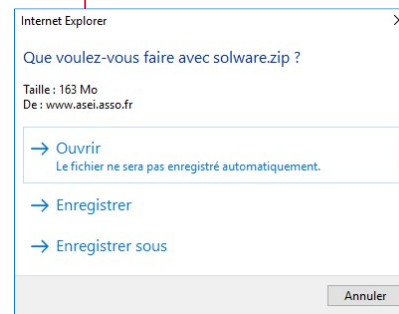 Internet Explorer
Que voulez-vous faire avec solware.zip ?
Taille : 163 Mo
De : www.asei.asso.fr
Ouvrir
Le fichier ne sera pas enregistré automatiquement.
Enregistrer
Enregistrer sous
Annuler